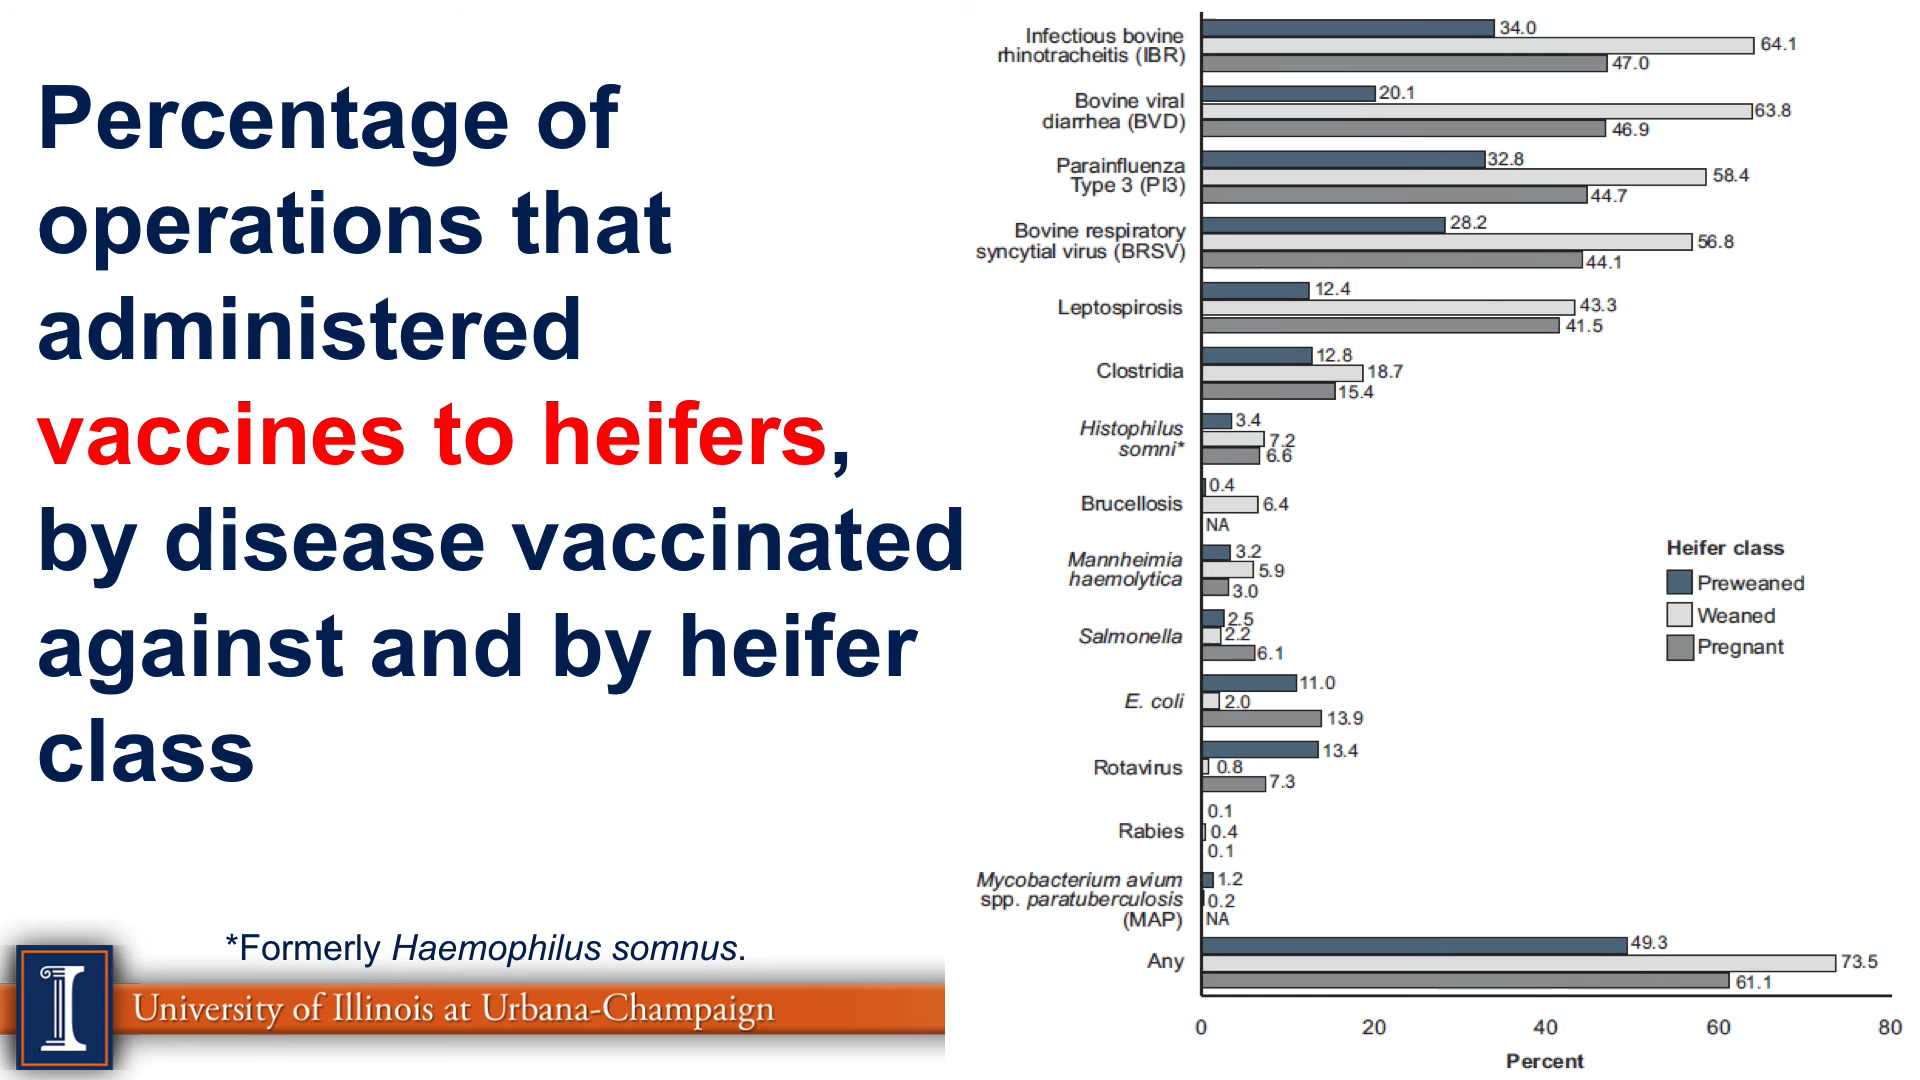 Percentage of
operations that
administered
vaccines to heifers,
by disease vaccinated
against and by heifer
class
*Formerly Haemophilus somnus.
I
University of Illinois at Urbana-Champaign
Infectious bovine
rhinotracheitis (IBR)
34.0
64.1
47.0
Bovine viral
diarrhea (BVD)
20.1
63.8
46.9
Parainfluenza
Type 3 (PI3)
32.8
58.4
44.7
Bovine respiratory
syncytial virus (BRSV)
28.2
56.8
44.1
Leptospirosis
12.4
43.3
41.5
Clostridia
12.8
18.7
15.4
Histophilus
somni*
3.4
7.2
6.6
Brucellosis
0.4
6.4
NA
Mannheimia
haemolytica
3.2
5.9
3.0
Salmonella
2.5
2.2
6.1
E. coli
11.0
2.0
13.9
Rotavirus
13.4
0.8
7.3
Rabies
0.1
0.4
0.1
Mycobacterium avium
spp. paratuberculosis
(MAP)
1.2
0.2
NA
Any
49.3
73.5
61.1
Heifer class
Preweaned
Weaned
Pregnant
0 20 40 60 80
Percent